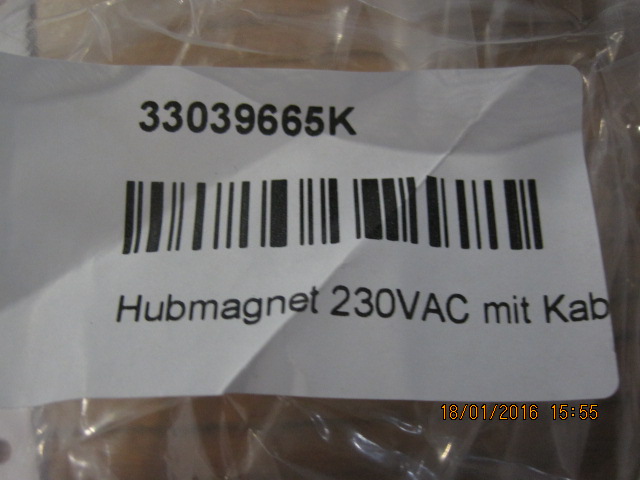 33039665K
Hubmagnet 230VAC mit Kab
18/01/2016 15:55